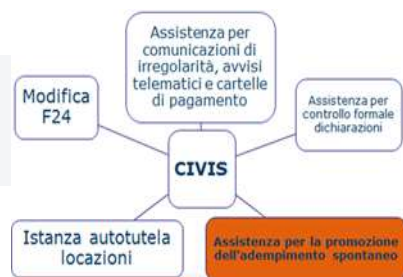 Assistenza per
comunicazioni di
irregolarità, avvisi
telematici e cartelle
di pagamento
Modifica
F24
Assistenza per
controllo formale
dichiarazioni
CIVIS
Istanza autotutela
locazioni
Assistenza per la promozione
dell'adempimento spontaneo